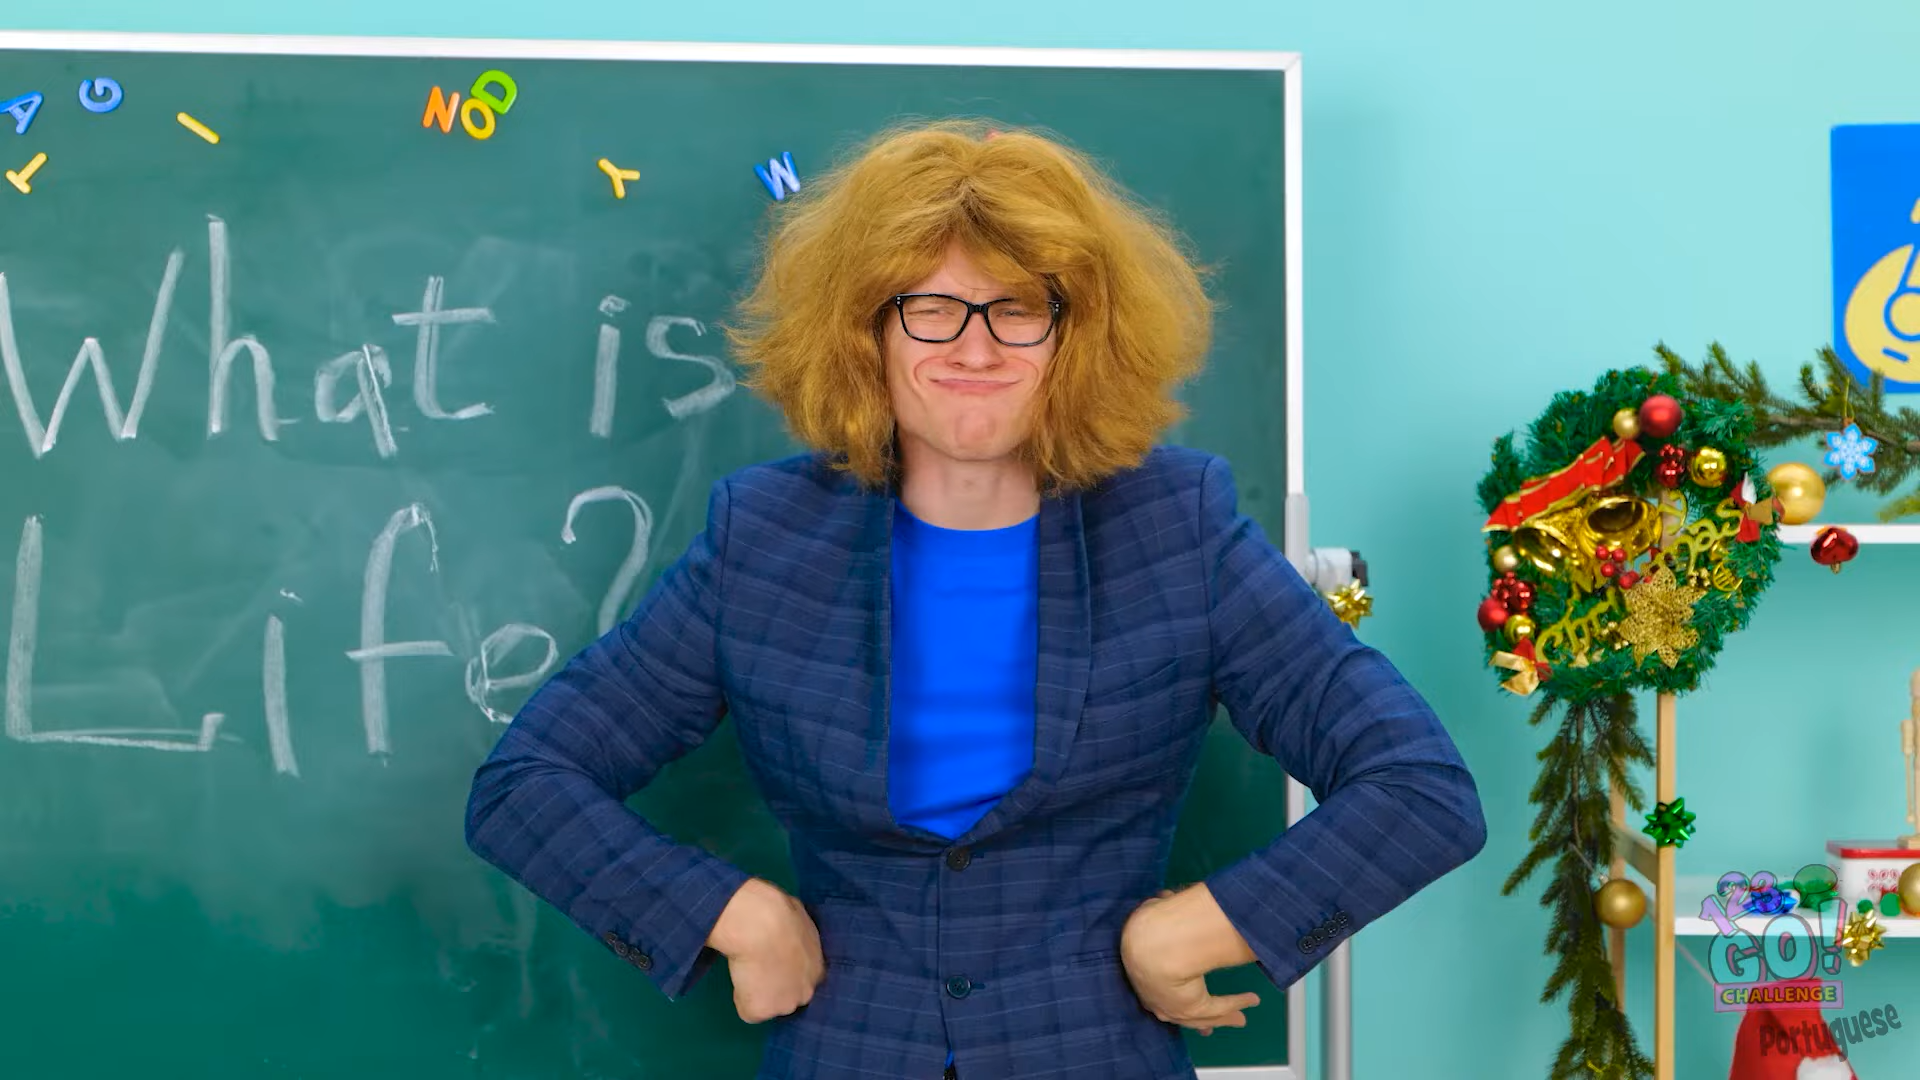 A G I NOD
T Y W
What is
Life?
123
GO!
CHALLENGE
Portuguese